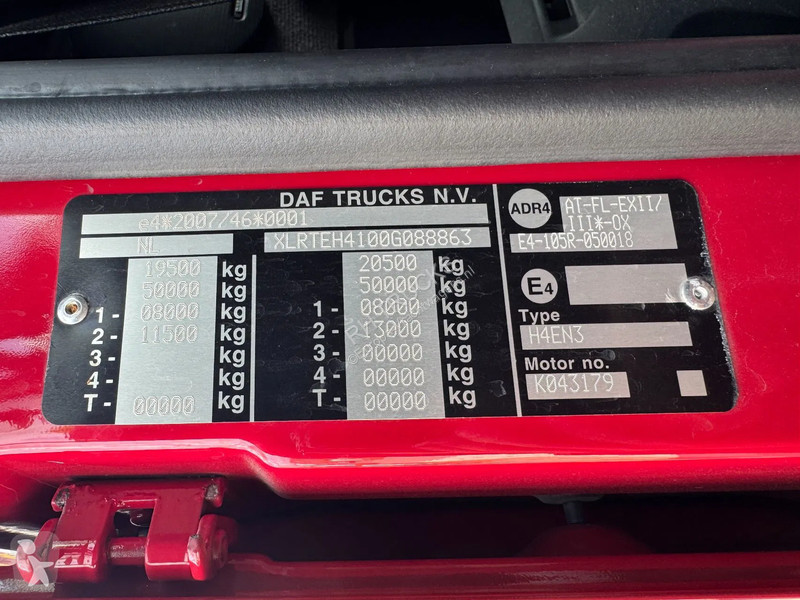 DAF TRUCKS N.V.
e4*2007/46*0001
NL XLRTEH4100G088863
19500 kg 20500 kg
50000 kg 50000 kg
1- 08000 kg 1- 08000 kg
2- 11500 kg 2- 13000 kg
3- kg 3- 00000 kg
4- kg 4- 00000 kg
T- 00000 kg T- 00000 kg
ADR4 AT-FL-EXII/
III*-OX
E4-105R-050018
E4
Type
H4EN3
Motor no.
K043179